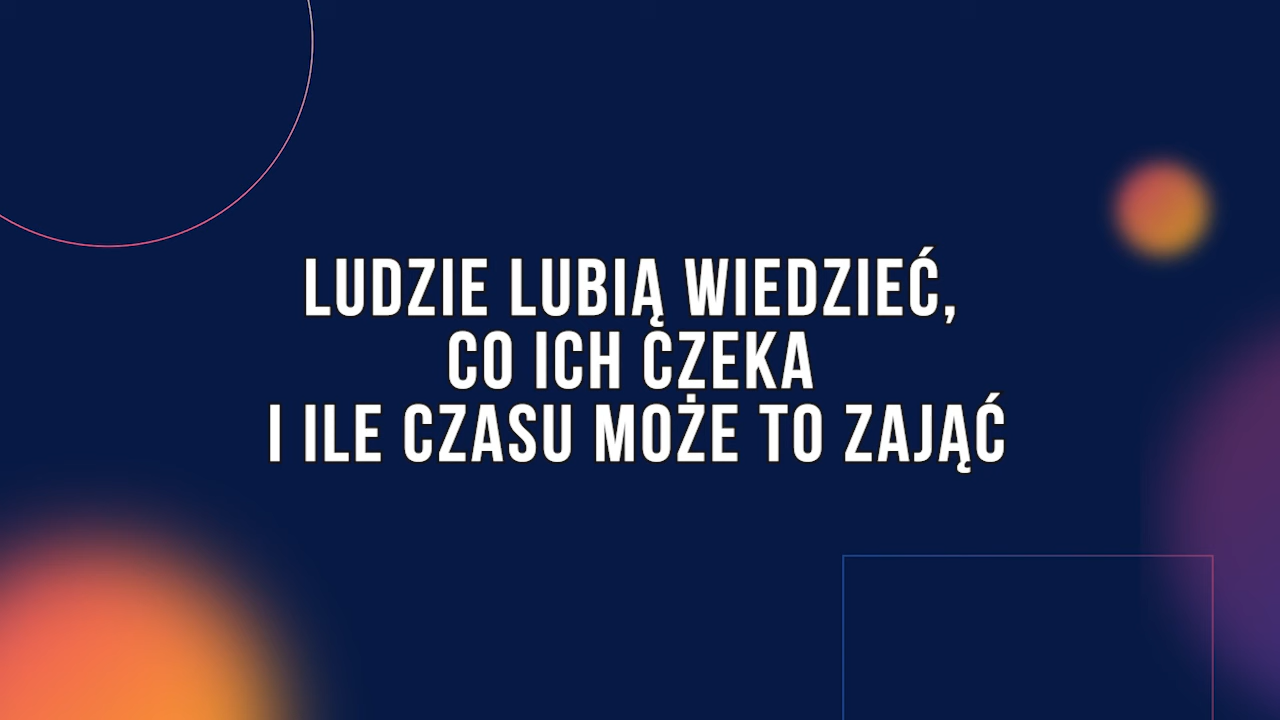 LUDZIE LUBIĄ WIEDZIEĆ,
CO ICH CZEKA
I ILE CZASU MOŻE TO ZAJĄĆ